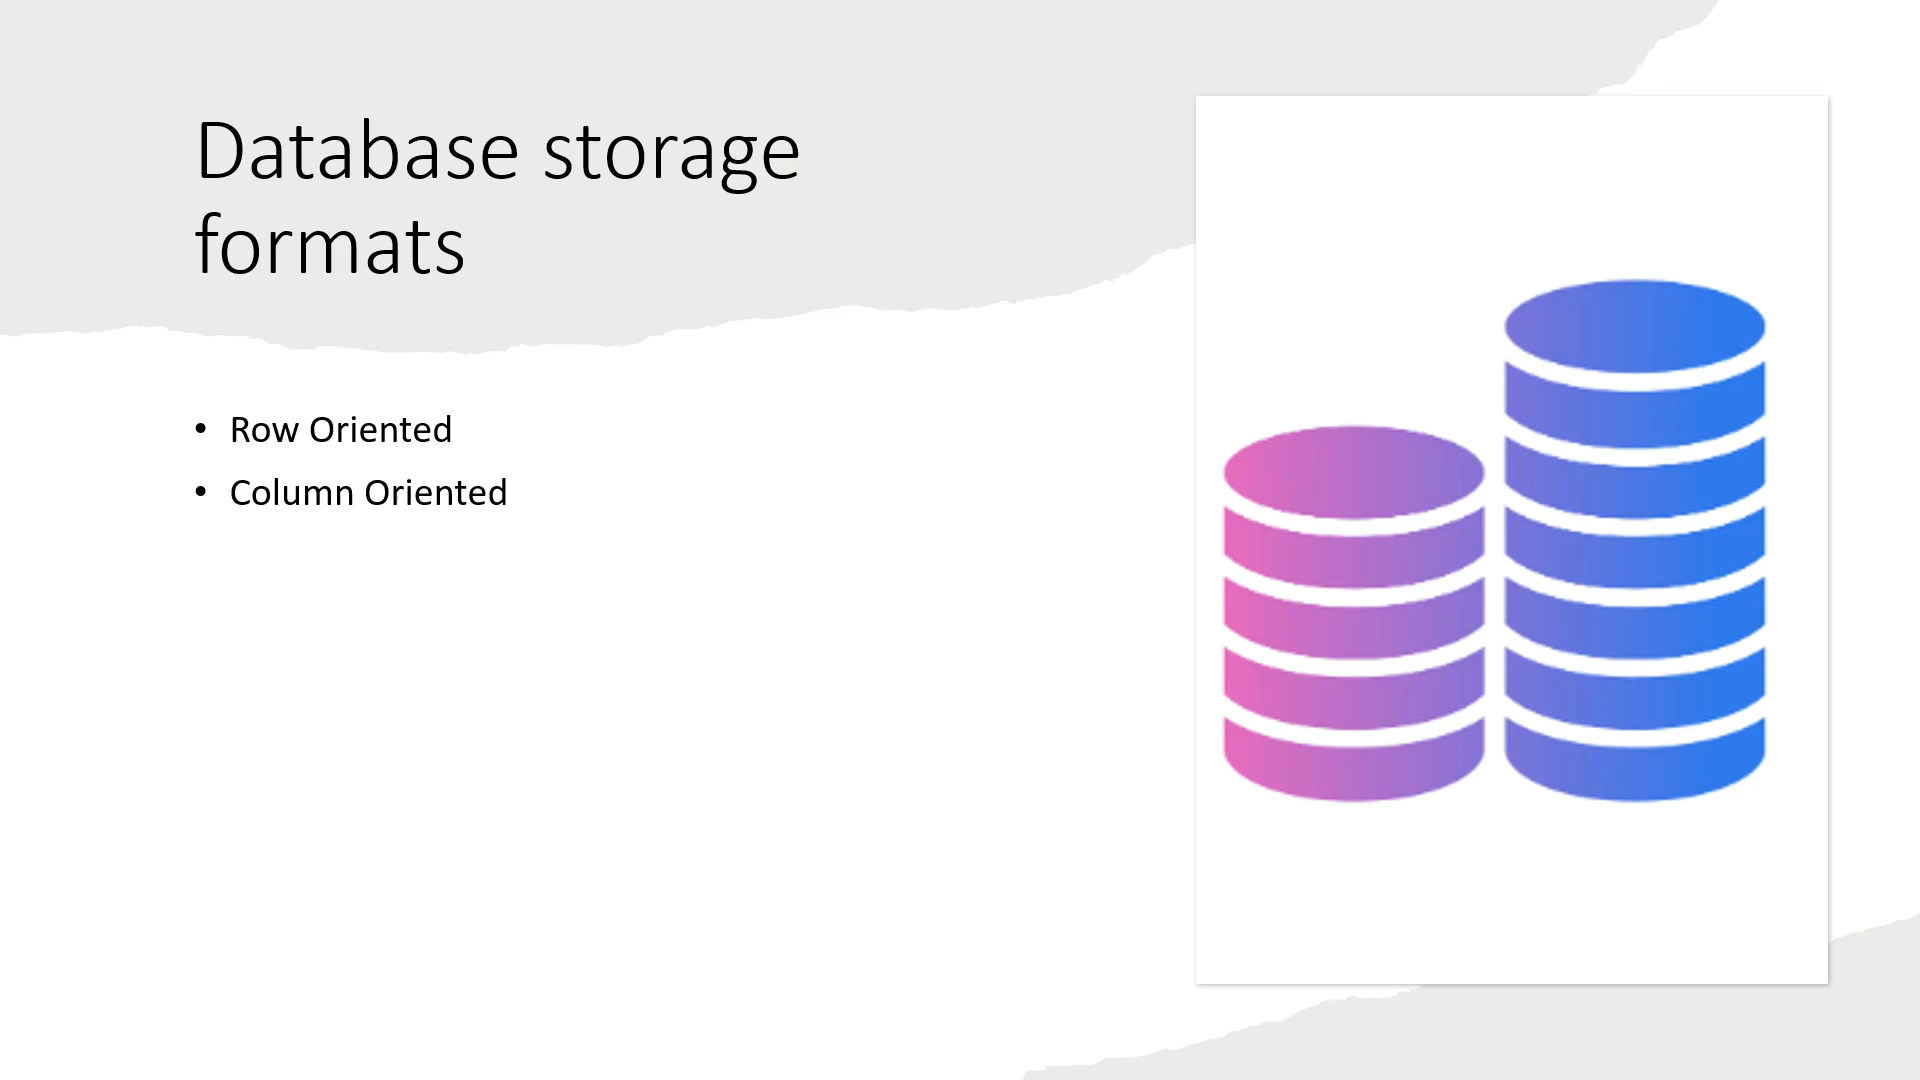 Database storage
formats
• Row Oriented
• Column Oriented